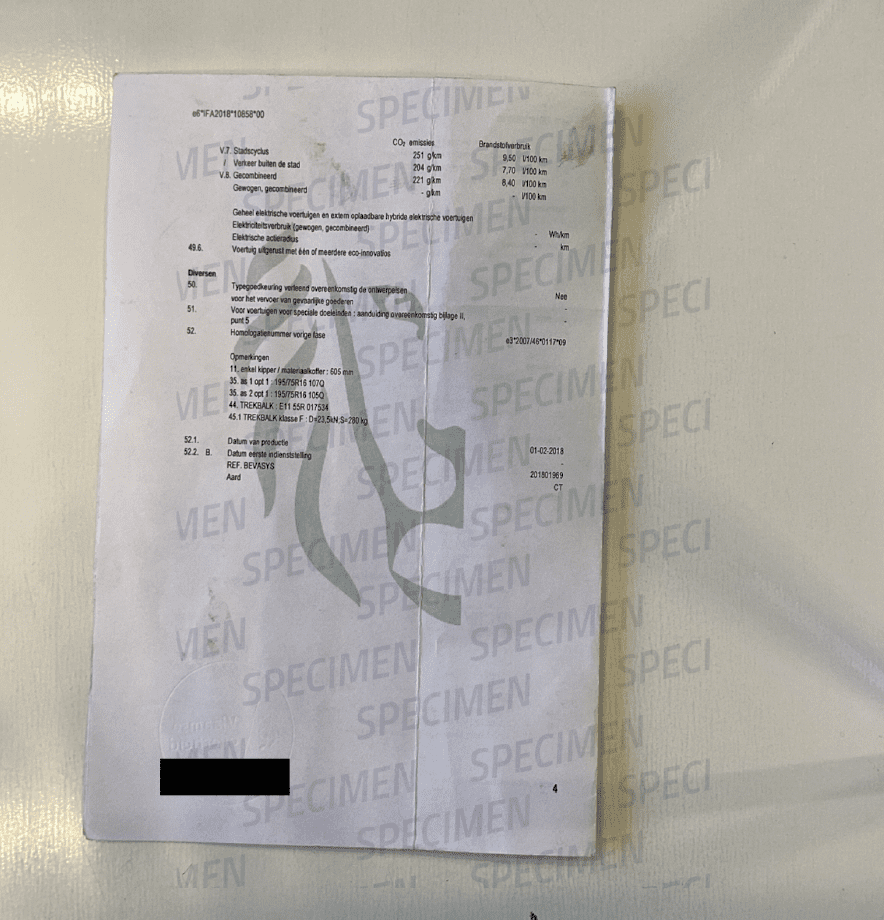 e6*IFA2018*10658*00
CO₂ emissies Brandstofverbruik
V.7. Stadscyclus 251 g/km 9,50 l/100 km
/ Verkeer buiten de stad 204 g/km 7,70 l/100 km
V.8. Gecombineerd 221 g/km 8,40 l/100 km
Gewogen, gecombineerd - g/km - l/100 km
Geheel elektrische voertuigen en extern oplaadbare hybride elektrische voertuigen
Elektriciteitsverbruik (gewogen, gecombineerd) - Wh/km
Elektrische actieradius - km
49.6. Voertuig uitgerust met één of meerdere eco-innovatios
Diversen
50. Typegoedkeuring verleend overeenkomstig de ontwerpeisen
voor het vervoer van gevaarlijke goederen Nee
51. Voor voertuigen voor speciale doeleinden : aanduiding overeenkomstig bijlage II, -
punt 5 -
52. Homologatienummer vorige fase e3*2007/46*0117*09
Opmerkingen
11. enkel kipper / materiaalkoffer : 605 mm
35. as 1 opt 1 : 195/75R16 107Q
35. as 2 opt 1 : 195/75R16 105Q
44. TREKBALK : E11 55R 017534
45.1 TREKBALK klasse F : D=23,5kN,S=280 kg
52.1. Datum van productie 01-02-2018
52.2. B. Datum eerste indienststelling -
REF. BEVASYS 201801969
Aard CT
4
SPECIMEN